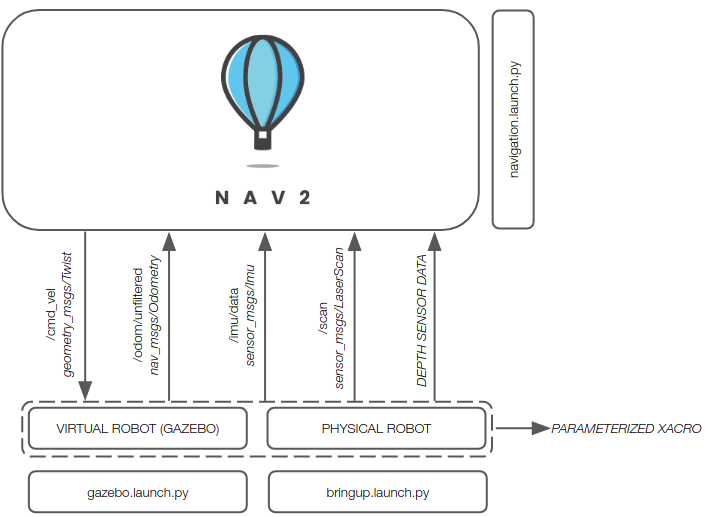 NAV2
navigation.launch.py
/cmd_vel
geometry_msgs/Twist
/odom/unfiltered
nav_msgs/Odometry
/imu/data
sensor_msgs/Imu
/scan
sensor_msgs/LaserScan
DEPTH SENSOR DATA
VIRTUAL ROBOT (GAZEBO)
PHYSICAL ROBOT
PARAMETERIZED XACRO
gazebo.launch.py
bringup.launch.py